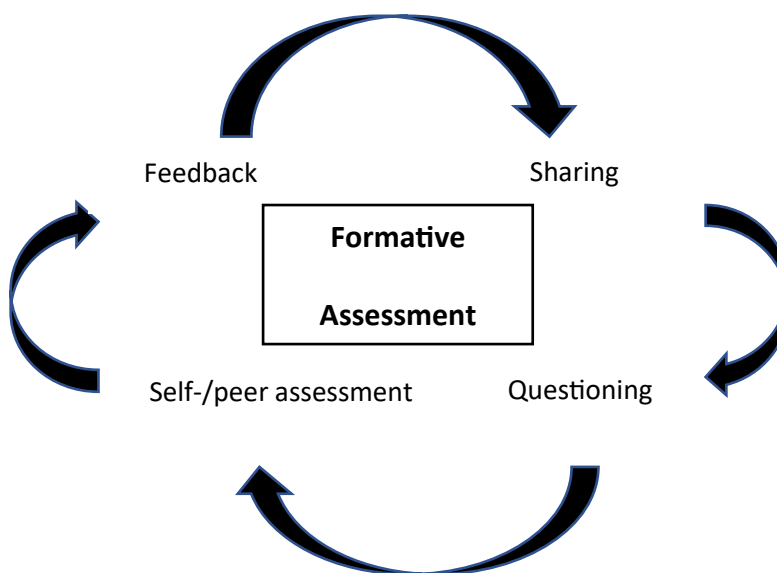 Feedback
Sharing
Formative
Assessment
Self-/peer assessment
Questioning